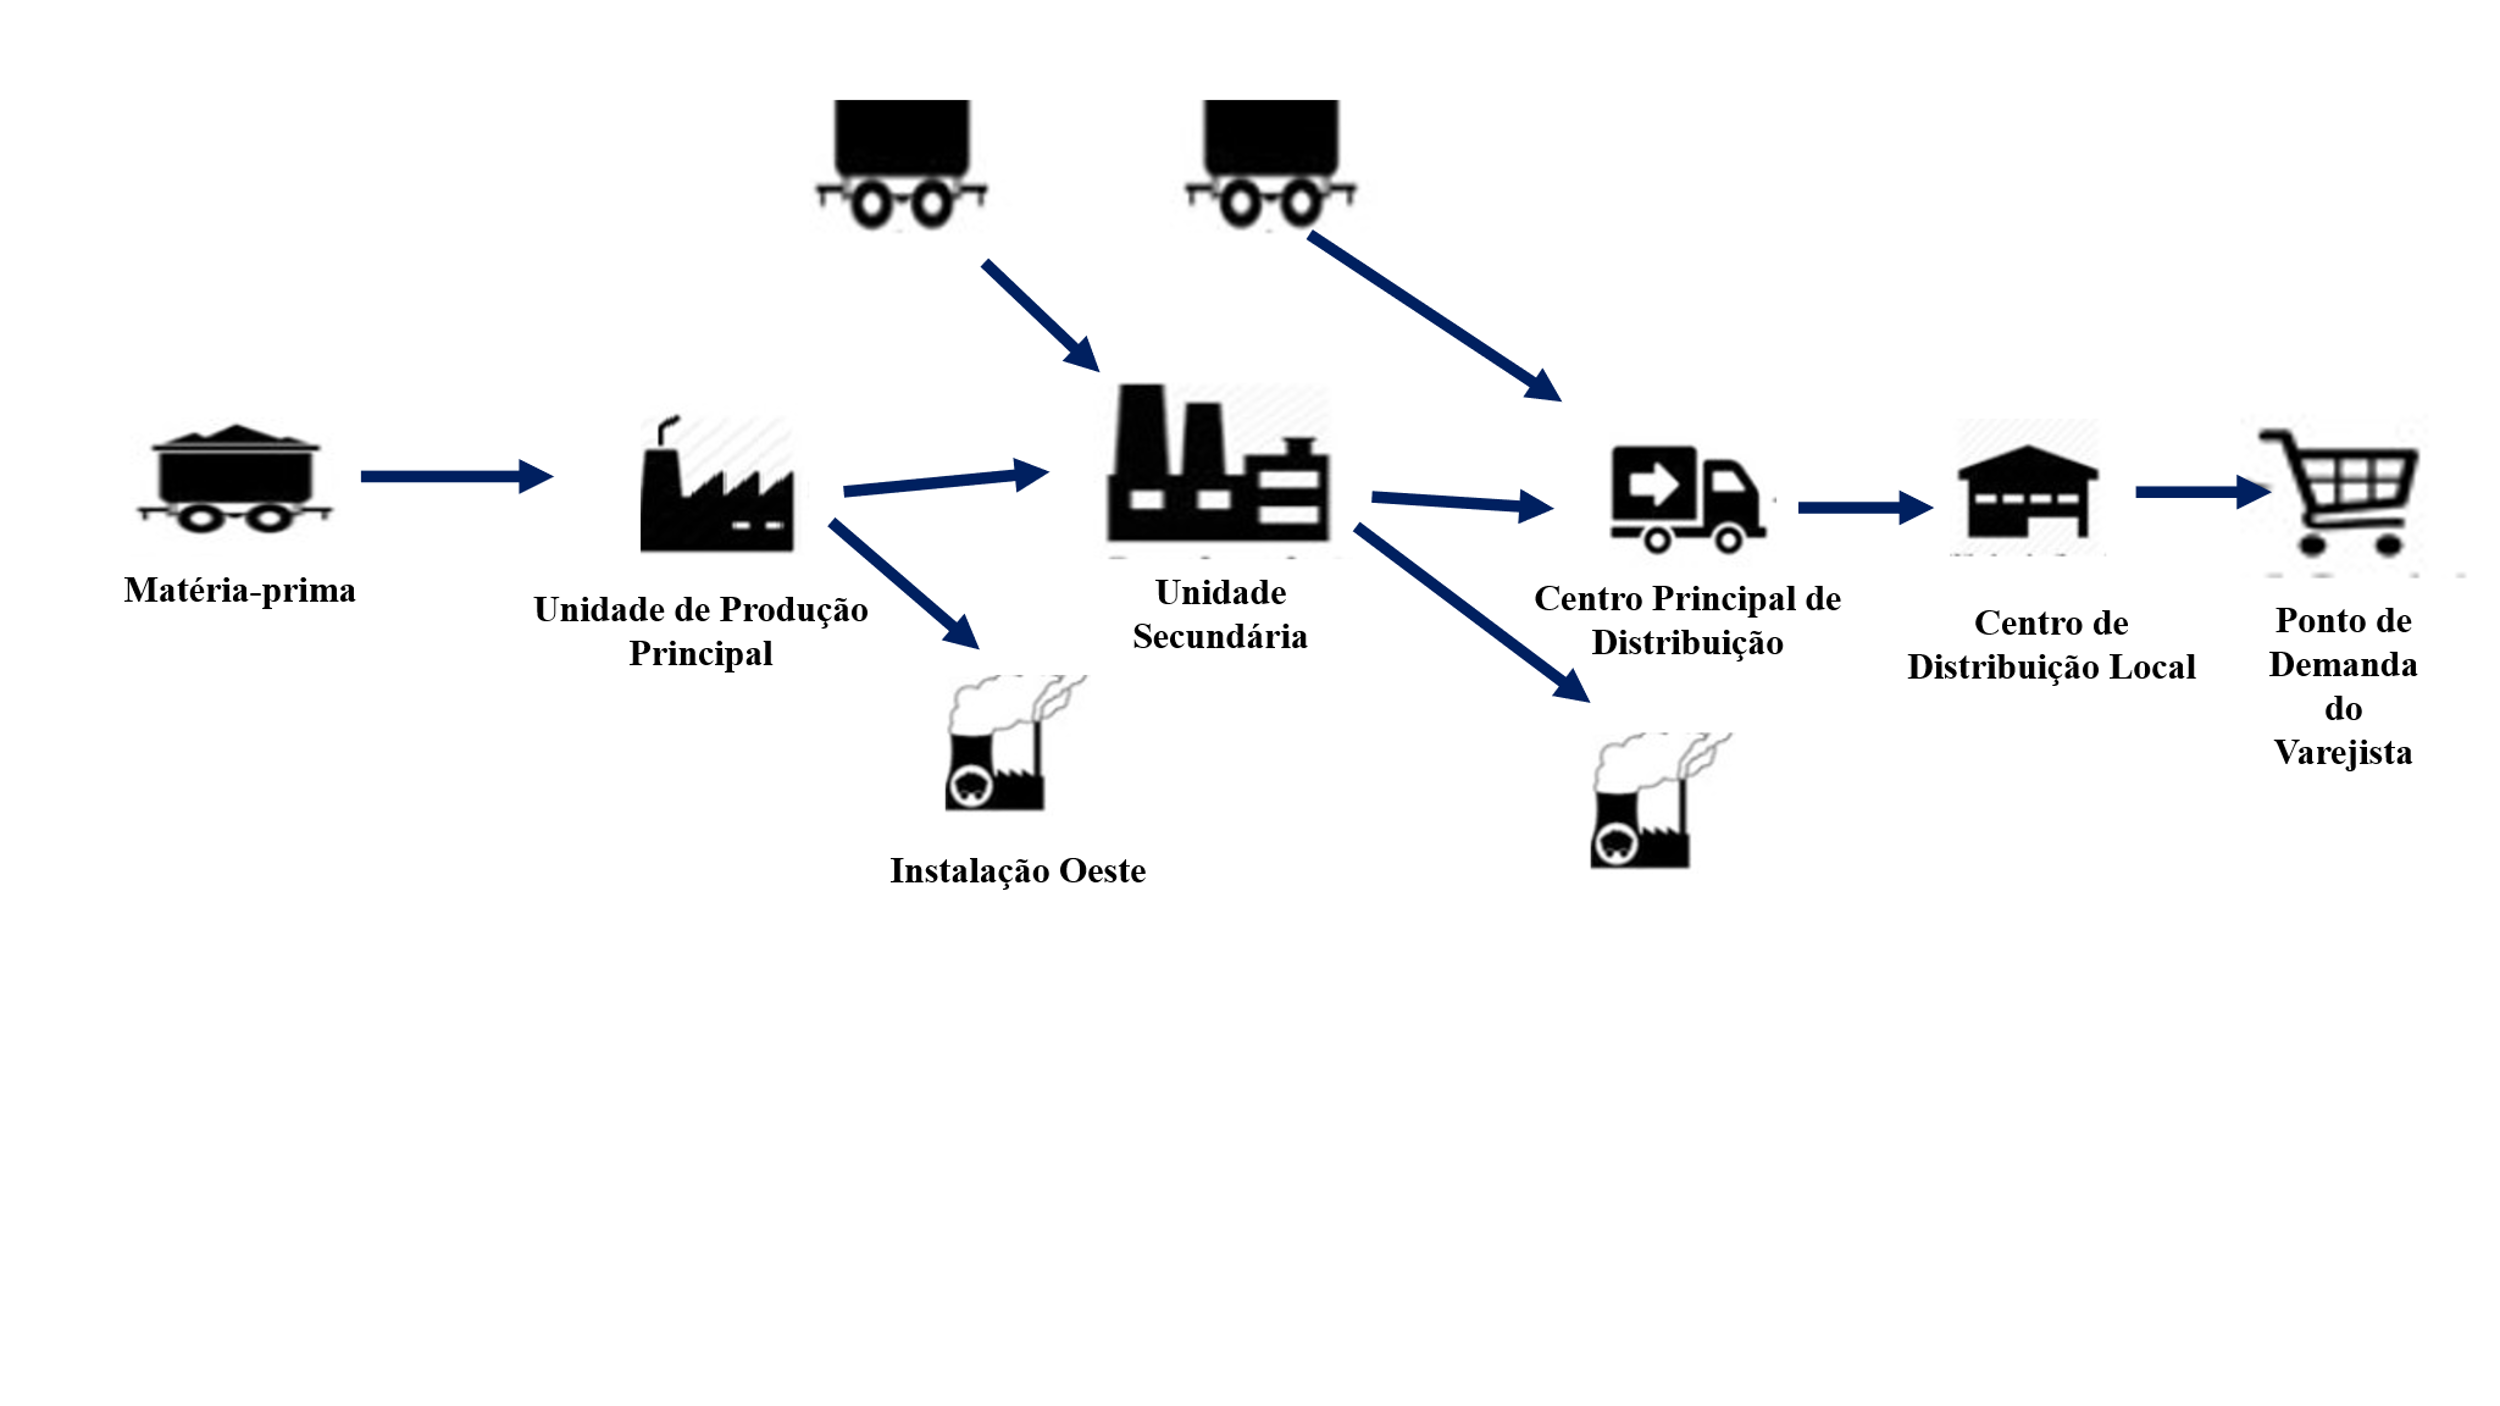 Matéria-prima
Unidade de Produção
Principal
Unidade
Secundária
Centro Principal de
Distribuição
Centro de
Distribuição Local
Ponto de
Demanda
do
Varejista
Instalação Oeste